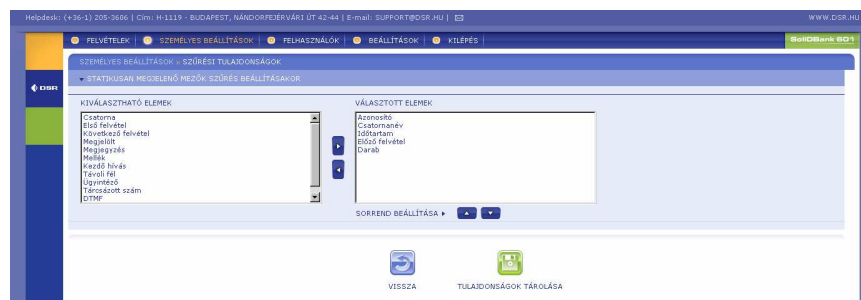 Helpdesk: (+36-1) 205-3686 | Cím: H-1119 - BUDAPEST, NÁNDORFEJÉRVÁRI ÚT 42-44 | E-mail: SUPPORT@DSR.HU |
WWW.DSR.HU
FELVÉTELEK | SZEMÉLYES BEÁLLÍTÁSOK | FELHASZNÁLÓK | BEÁLLÍTÁSOK | KILÉPÉS |
SoliDBank 601
SZEMÉLYES BEÁLLÍTÁSOK » SZŰRÉSI TULAJDONSÁGOK
STATIKUSAN MEGJELENŐ MEZŐK SZŰRÉS BEÁLLÍTÁSAKOR
DSR
KIVÁLASZTHATÓ ELEMEK
Csatorna
Első felvétel
Következő felvétel
Megjelölt
Megjegyzés
Mellék
Kezdő hívás
Távoli fél
Ügyintéző
Tárcsázott szám
DTMF
VÁLASZTOTT ELEMEK
Azonosító
Csatornanév
Időtartam
Előző felvétel
Darab
SORREND BEÁLLÍTÁSA
VISSZA
TULAJDONSÁGOK TÁROLÁSA